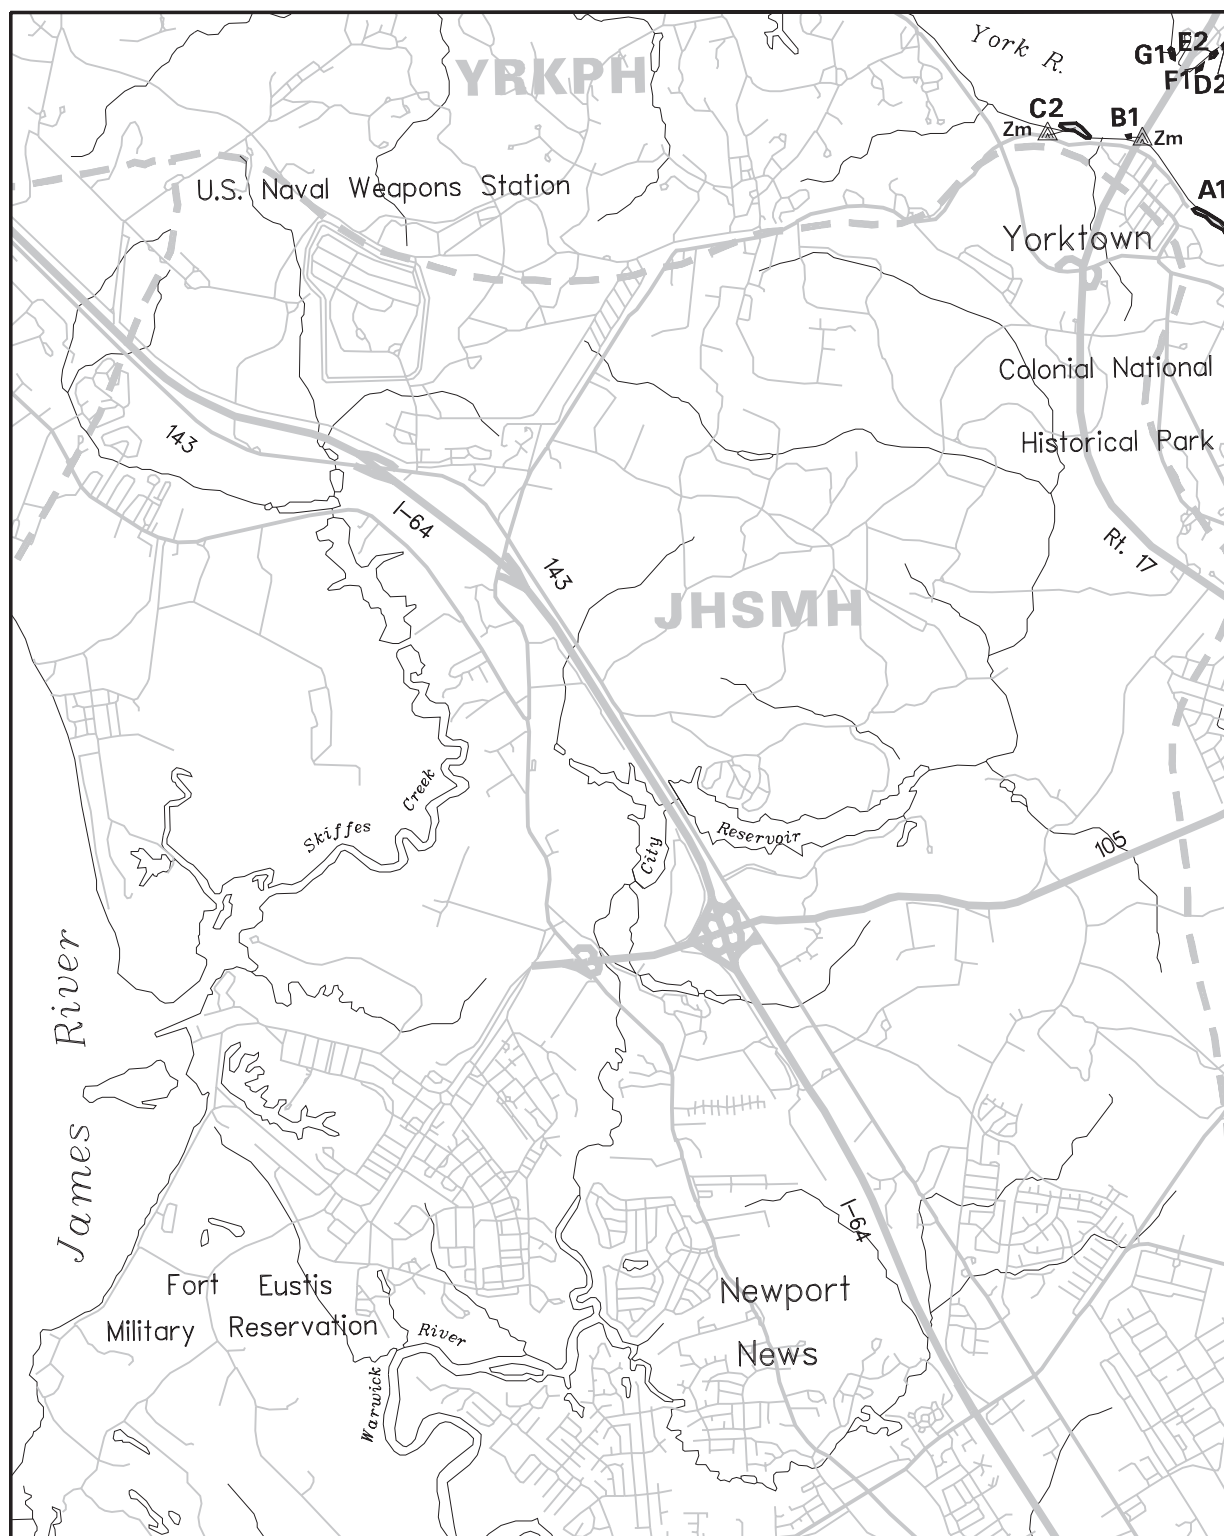 York R.
E2
G1
F1
D2
C2
B1
Zm
Zm
YRKPH
U.S. Naval Weapons Station
A1
Yorktown
Colonial National
143
Historical Park
I-64
Rt. 17
143
JHSMH
Creek
Skiffes
Reservoir
City
105
James River
I-64
Fort Eustis
Military Reservation
Newport
News
River
Warwick